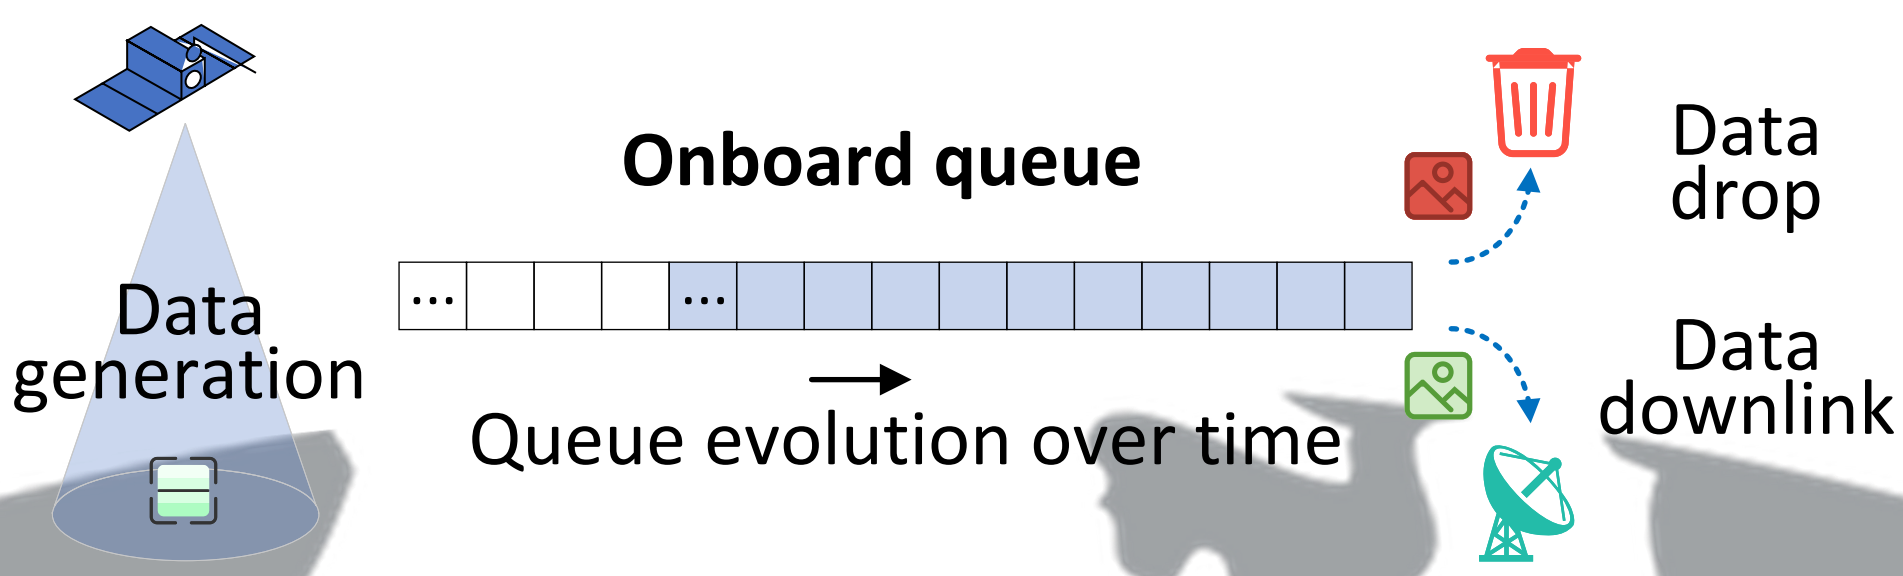 Onboard queue
Data
generation
...
...
Queue evolution over time
Data
drop
Data
downlink